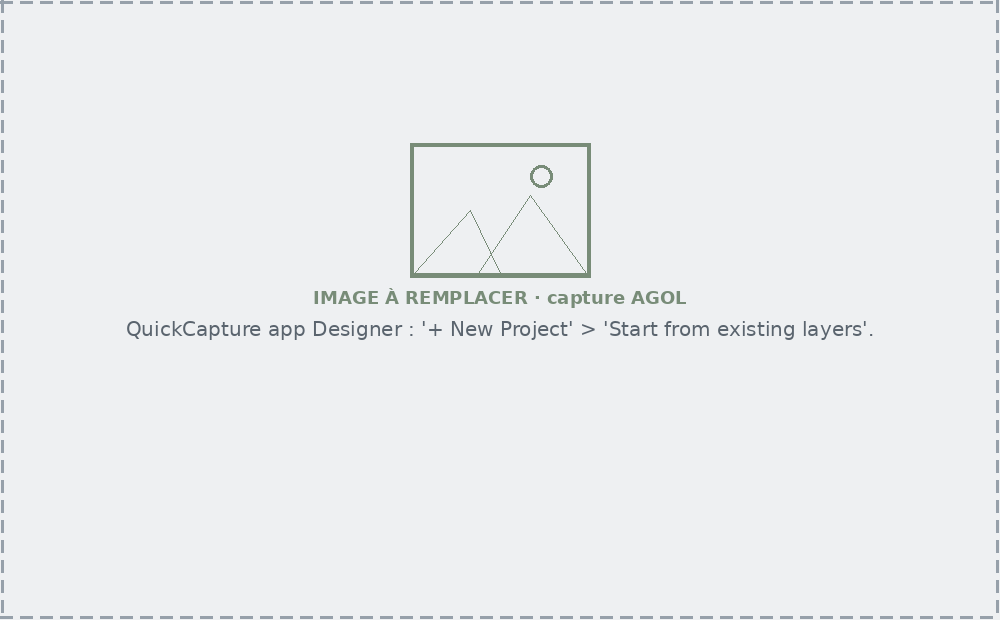 IMAGE À REMPLACER · capture AGOL
QuickCapture app Designer : '+ New Project' > 'Start from existing layers'.